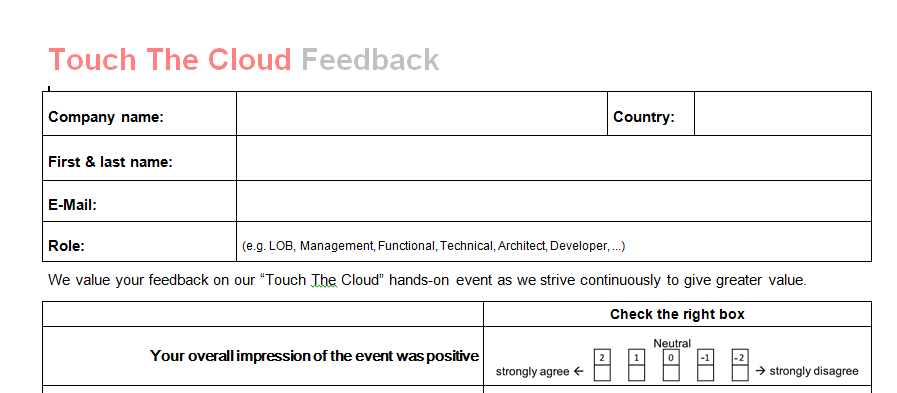 Touch The Cloud Feedback
Company name: Country:
First & last name:
E-Mail:
Role: (e.g. LOB, Management, Functional, Technical, Architect, Developer, ...)
We value your feedback on our “Touch The Cloud” hands-on event as we strive continuously to give greater value.
Check the right box
Your overall impression of the event was positive
Neutral
2 1 0 -1 -2
strongly agree ← → strongly disagree